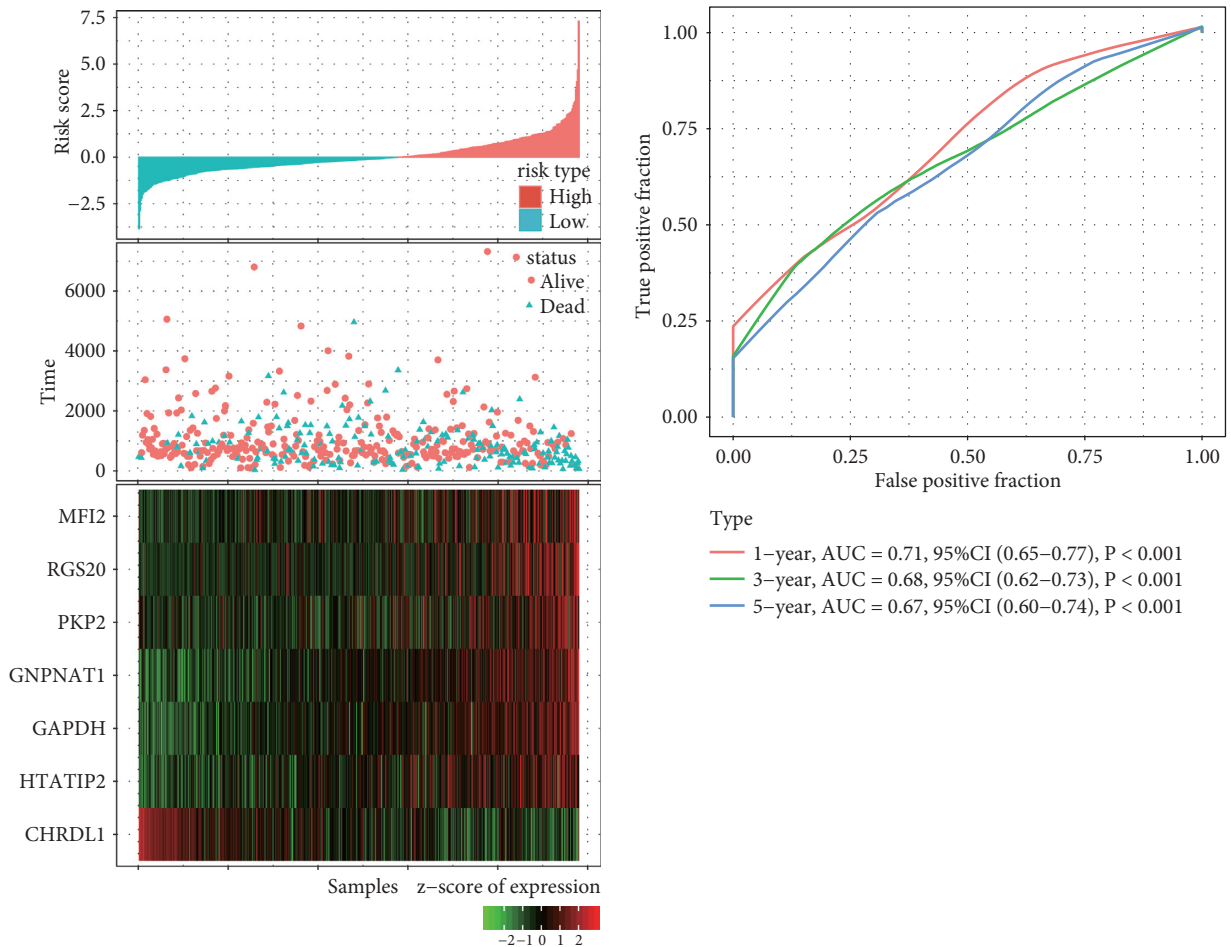 7.5
5.0
2.5
0.0
−2.5
Risk score
risk type
High
Low
6000
4000
2000
0
Time
status
Alive
Dead
MFI2
RGS20
PKP2
GNPNAT1
GAPDH
HTATIP2
CHRDL1
Samples
z−score of expression
−2 −1 0 1 2
1.00
0.75
0.50
0.25
0.00
True positive fraction
0.00 0.25 0.50 0.75 1.00
False positive fraction
Type
1−year, AUC = 0.71, 95%CI (0.65−0.77), P < 0.001
3−year, AUC = 0.68, 95%CI (0.62−0.73), P < 0.001
5−year, AUC = 0.67, 95%CI (0.60−0.74), P < 0.001